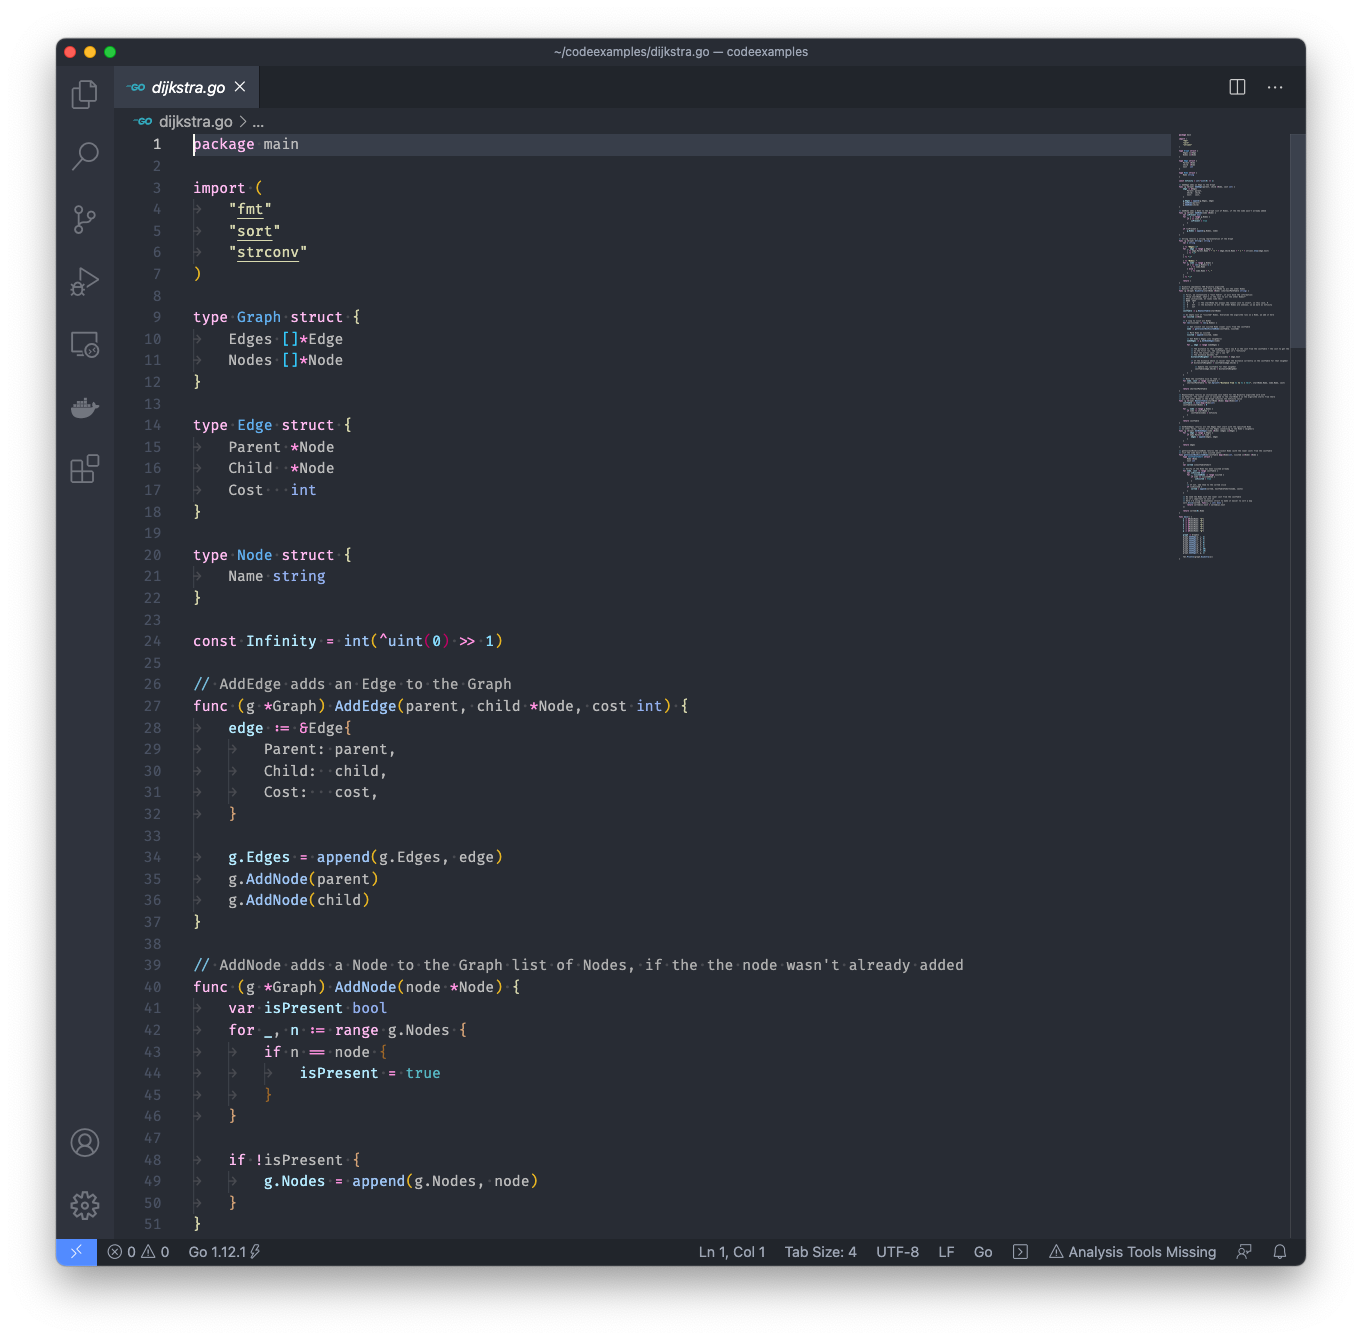 ~/codeexamples/dijkstra.go — codeexamples
GO dijkstra.go
GO dijkstra.go > ...
1 package main
2
3 import (
4 "fmt"
5 "sort"
6 "strconv"
7 )
8
9 type Graph struct {
10 Edges []*Edge
11 Nodes []*Node
12 }
13
14 type Edge struct {
15 Parent *Node
16 Child *Node
17 Cost int
18 }
19
20 type Node struct {
21 Name string
22 }
23
24 const Infinity = int(^uint(0) >> 1)
25
26 // AddEdge adds an Edge to the Graph
27 func (g *Graph) AddEdge(parent, child *Node, cost int) {
28 edge := &Edge{
29 Parent: parent,
30 Child: child,
31 Cost: cost,
32 }
33
34 g.Edges = append(g.Edges, edge)
35 g.AddNode(parent)
36 g.AddNode(child)
37 }
38
39 // AddNode adds a Node to the Graph list of Nodes, if the the node wasn't already added
40 func (g *Graph) AddNode(node *Node) {
41 var isPresent bool
42 for _, n := range g.Nodes {
43 if n == node {
44 isPresent = true
45 }
46 }
47
48 if !isPresent {
49 g.Nodes = append(g.Nodes, node)
50 }
51 }
0 0 Go 1.12.1 Ln 1, Col 1 Tab Size: 4 UTF-8 LF Go Analysis Tools Missing